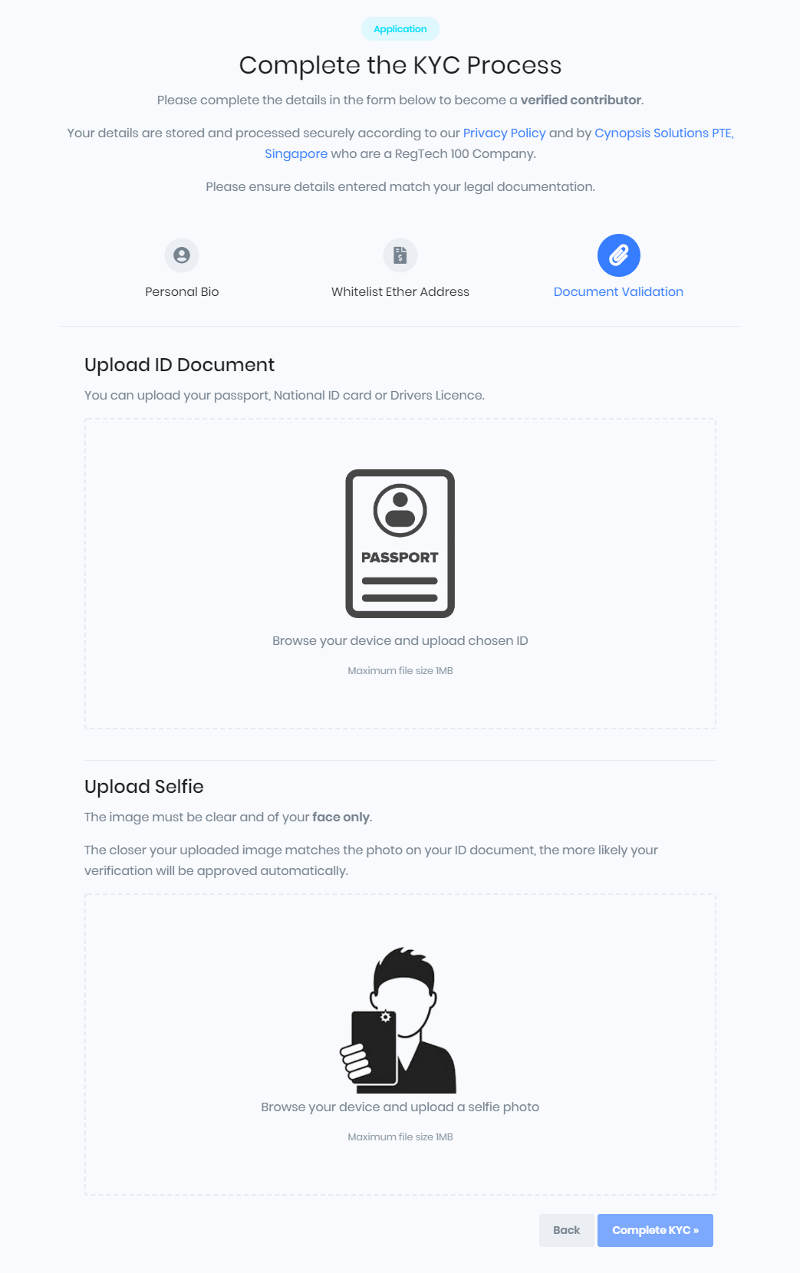 Application
Complete the KYC Process
Please complete the details in the form below to become a verified contributor.
Your details are stored and processed securely according to our Privacy Policy and by Cynopsis Solutions PTE,
Singapore who are a RegTech 100 Company.
Please ensure details entered match your legal documentation.
Personal Bio
Whitelist Ether Address
Document Validation
Upload ID Document
You can upload your passport, National ID card or Drivers Licence.
PASSPORT
Browse your device and upload chosen ID
Maximum file size 1MB
Upload Selfie
The image must be clear and of your face only.
The closer your uploaded image matches the photo on your ID document, the more likely your
verification will be approved automatically.
Browse your device and upload a selfie photo
Maximum file size 1MB
Back
Complete KYC »